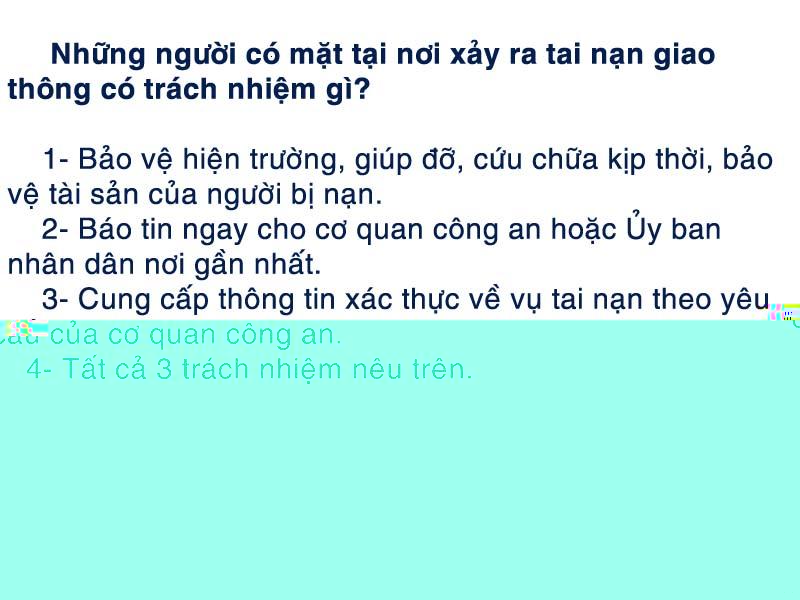 Những người có mặt tại nơi xảy ra tai nạn giao
thông có trách nhiệm gì?
1- Bảo vệ hiện trường, giúp đỡ, cứu chữa kịp thời, bảo
vệ tài sản của người bị nạn.
2- Báo tin ngay cho cơ quan công an hoặc Ủy ban
nhân dân nơi gần nhất.
3- Cung cấp thông tin xác thực về vụ tai nạn theo yêu
cầu của cơ quan công an.
4- Tất cả 3 trách nhiệm nêu trên.